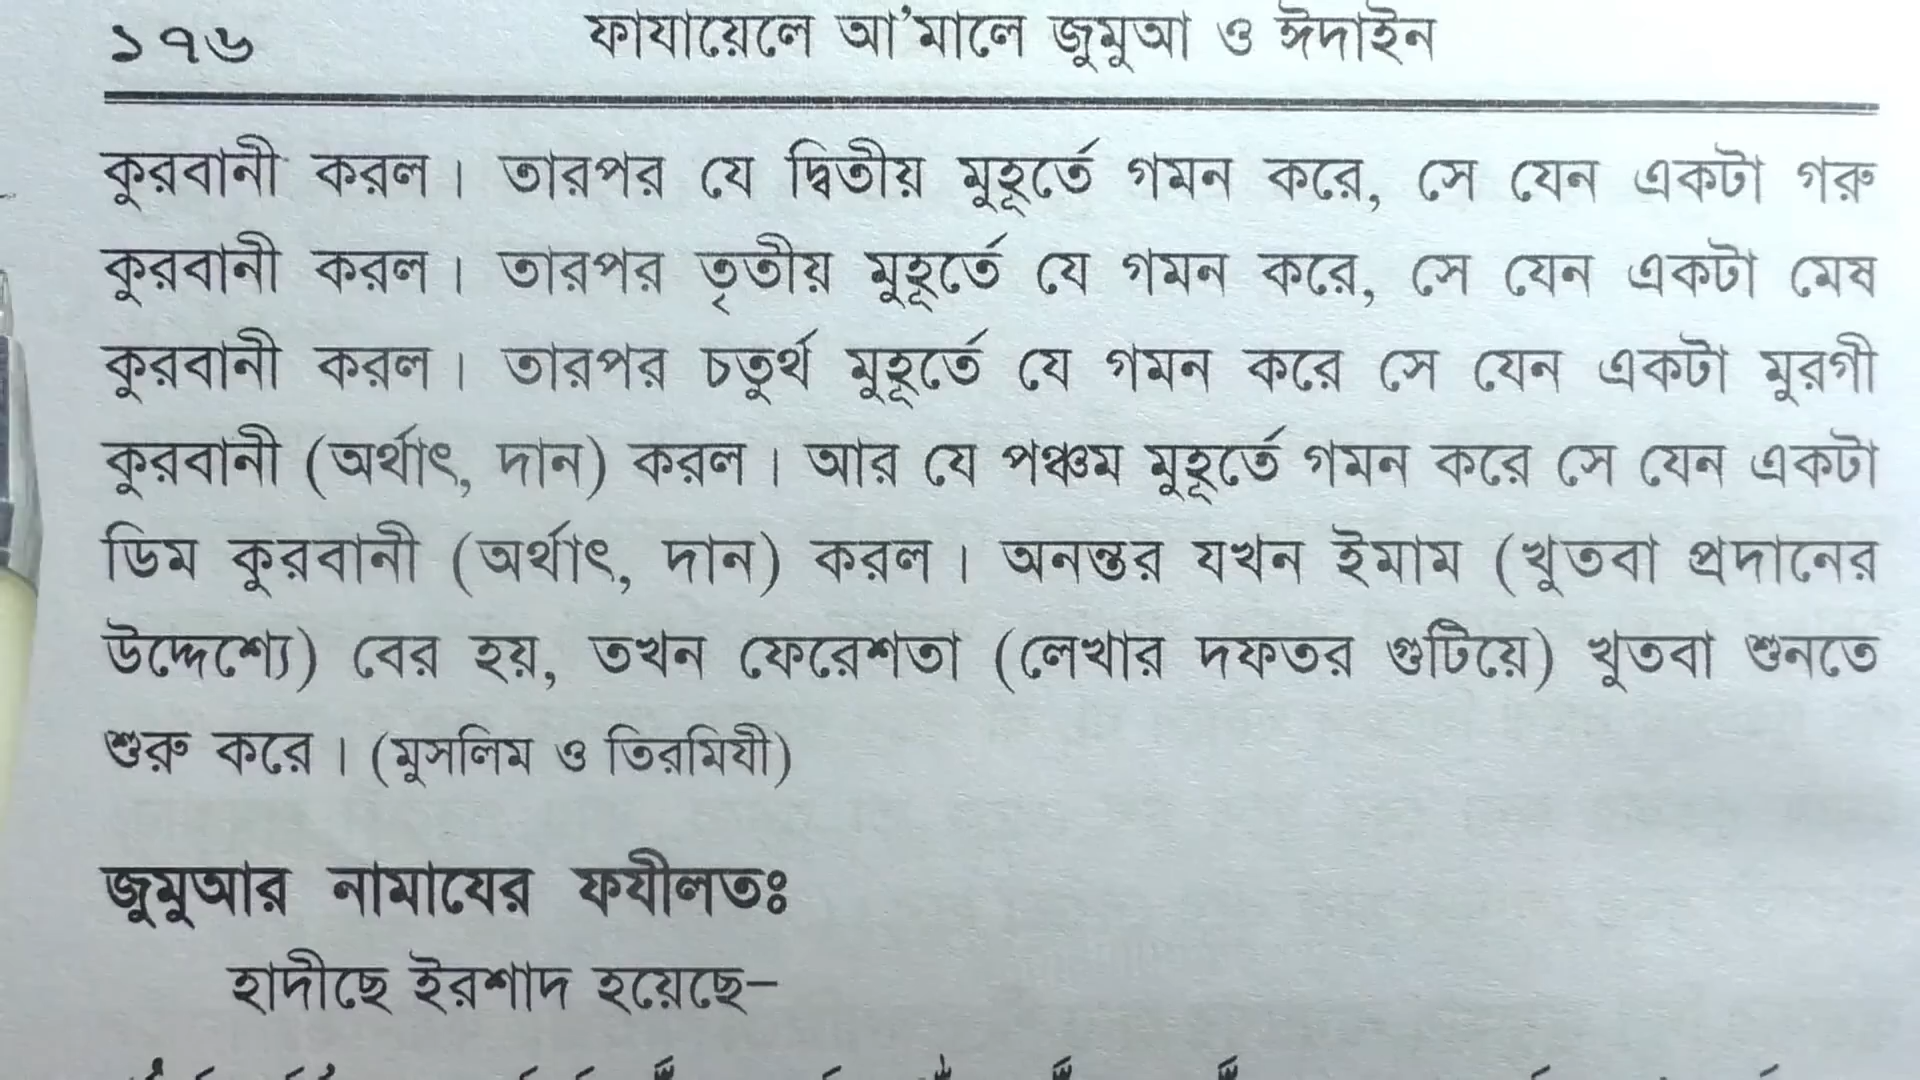 ১৭৬ ফাযায়েলে আ'মালে জুমুআ ও ঈদাইন
কুরবানী করল। তারপর যে দ্বিতীয় মুহূর্তে গমন করে, সে যেন একটা গরু
কুরবানী করল। তারপর তৃতীয় মুহূর্তে যে গমন করে, সে যেন একটা মেষ
কুরবানী করল। তারপর চতুর্থ মুহূর্তে যে গমন করে সে যেন একটা মুরগী
কুরবানী (অর্থাৎ, দান) করল। আর যে পঞ্চম মুহূর্তে গমন করে সে যেন একটা
ডিম কুরবানী (অর্থাৎ, দান) করল। অনন্তর যখন ইমাম (খুতবা প্রদানের
উদ্দেশ্যে) বের হয়, তখন ফেরেশতা (লেখার দফতর গুটিয়ে) খুতবা শুনতে
শুরু করে। (মুসলিম ও তিরমিযী)
জুমুআর নামাযের ফযীলতঃ
হাদীছে ইরশাদ হয়েছে–